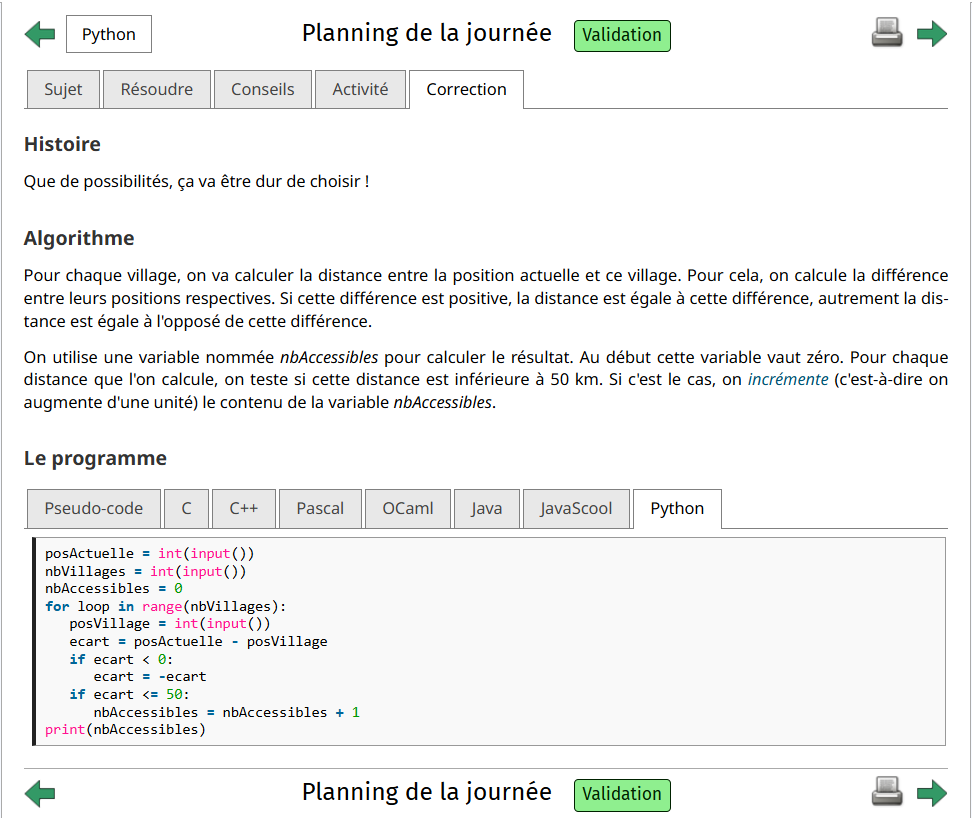 Python Planning de la journée Validation
Sujet Résoudre Conseils Activité Correction
Histoire
Que de possibilités, ça va être dur de choisir !
Algorithme
Pour chaque village, on va calculer la distance entre la position actuelle et ce village. Pour cela, on calcule la différence
entre leurs positions respectives. Si cette différence est positive, la distance est égale à cette différence, autrement la dis-
tance est égale à l'opposé de cette différence.
On utilise une variable nommée nbAccessibles pour calculer le résultat. Au début cette variable vaut zéro. Pour chaque
distance que l'on calcule, on teste si cette distance est inférieure à 50 km. Si c'est le cas, on incrémente (c'est-à-dire on
augmente d'une unité) le contenu de la variable nbAccessibles.
Le programme
Pseudo-code C C++ Pascal OCaml Java JavaScool Python
posActuelle = int(input())
nbVillages = int(input())
nbAccessibles = 0
for loop in range(nbVillages):
   posVillage = int(input())
   ecart = posActuelle - posVillage
   if ecart < 0:
      ecart = -ecart
   if ecart <= 50:
      nbAccessibles = nbAccessibles + 1
print(nbAccessibles)
Planning de la journée Validation